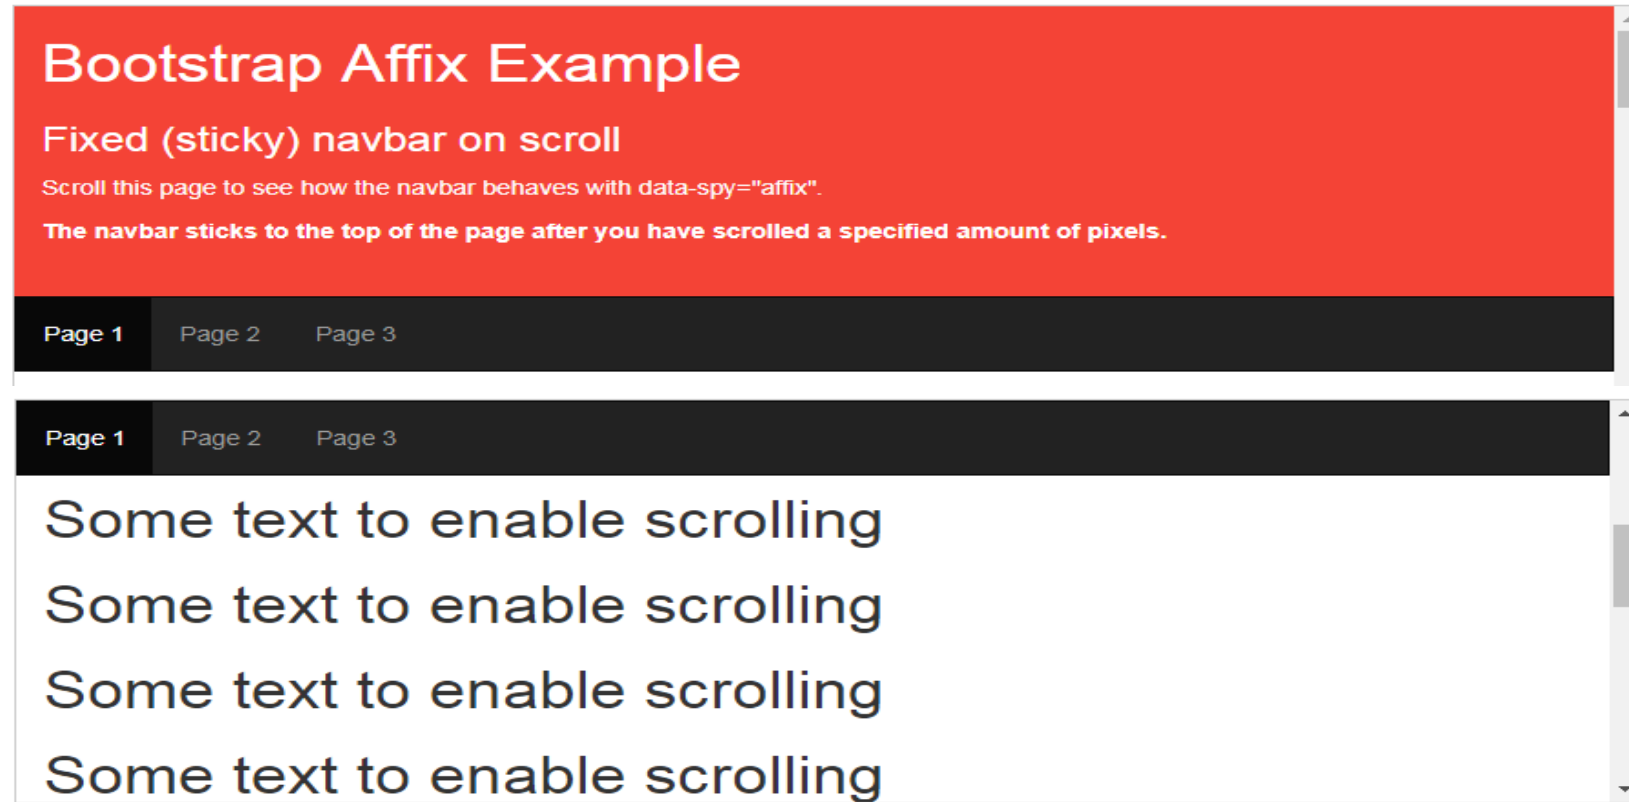 Bootstrap Affix Example
Fixed (sticky) navbar on scroll
Scroll this page to see how the navbar behaves with data-spy="affix".
The navbar sticks to the top of the page after you have scrolled a specified amount of pixels.
Page 1 Page 2 Page 3
Page 1 Page 2 Page 3
Some text to enable scrolling
Some text to enable scrolling
Some text to enable scrolling
Some text to enable scrolling